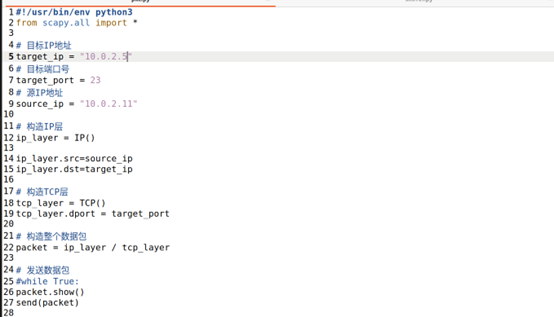 1 #!/usr/bin/env python3
2 from scapy.all import *
3
4 # 目标IP地址
5 target_ip = "10.0.2.5"
6 # 目标端口号
7 target_port = 23
8 # 源IP地址
9 source_ip = "10.0.2.11"
10
11 # 构造IP层
12 ip_layer = IP()
13
14 ip_layer.src=source_ip
15 ip_layer.dst=target_ip
16
17 # 构造TCP层
18 tcp_layer = TCP()
19 tcp_layer.dport = target_port
20
21 # 构造整个数据包
22 packet = ip_layer / tcp_layer
23
24 # 发送数据包
25 #while True:
26 packet.show()
27 send(packet)
28